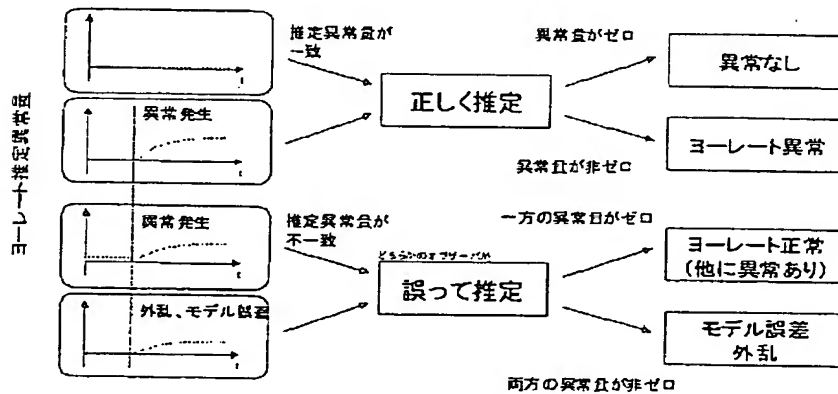 ヨーレート推定異常量
t
異常発生
t
異常発生
t
外乱、モデル誤差
t
推定異常量が
一致
正しく推定
異常量がゼロ
異常なし
異常量が非ゼロ
ヨーレート異常
推定異常量が
不一致
誤って推定
一方の異常量がゼロ
ヨーレート正常
(他に異常あり)
両方の異常量が非ゼロ
モデル誤差
外乱